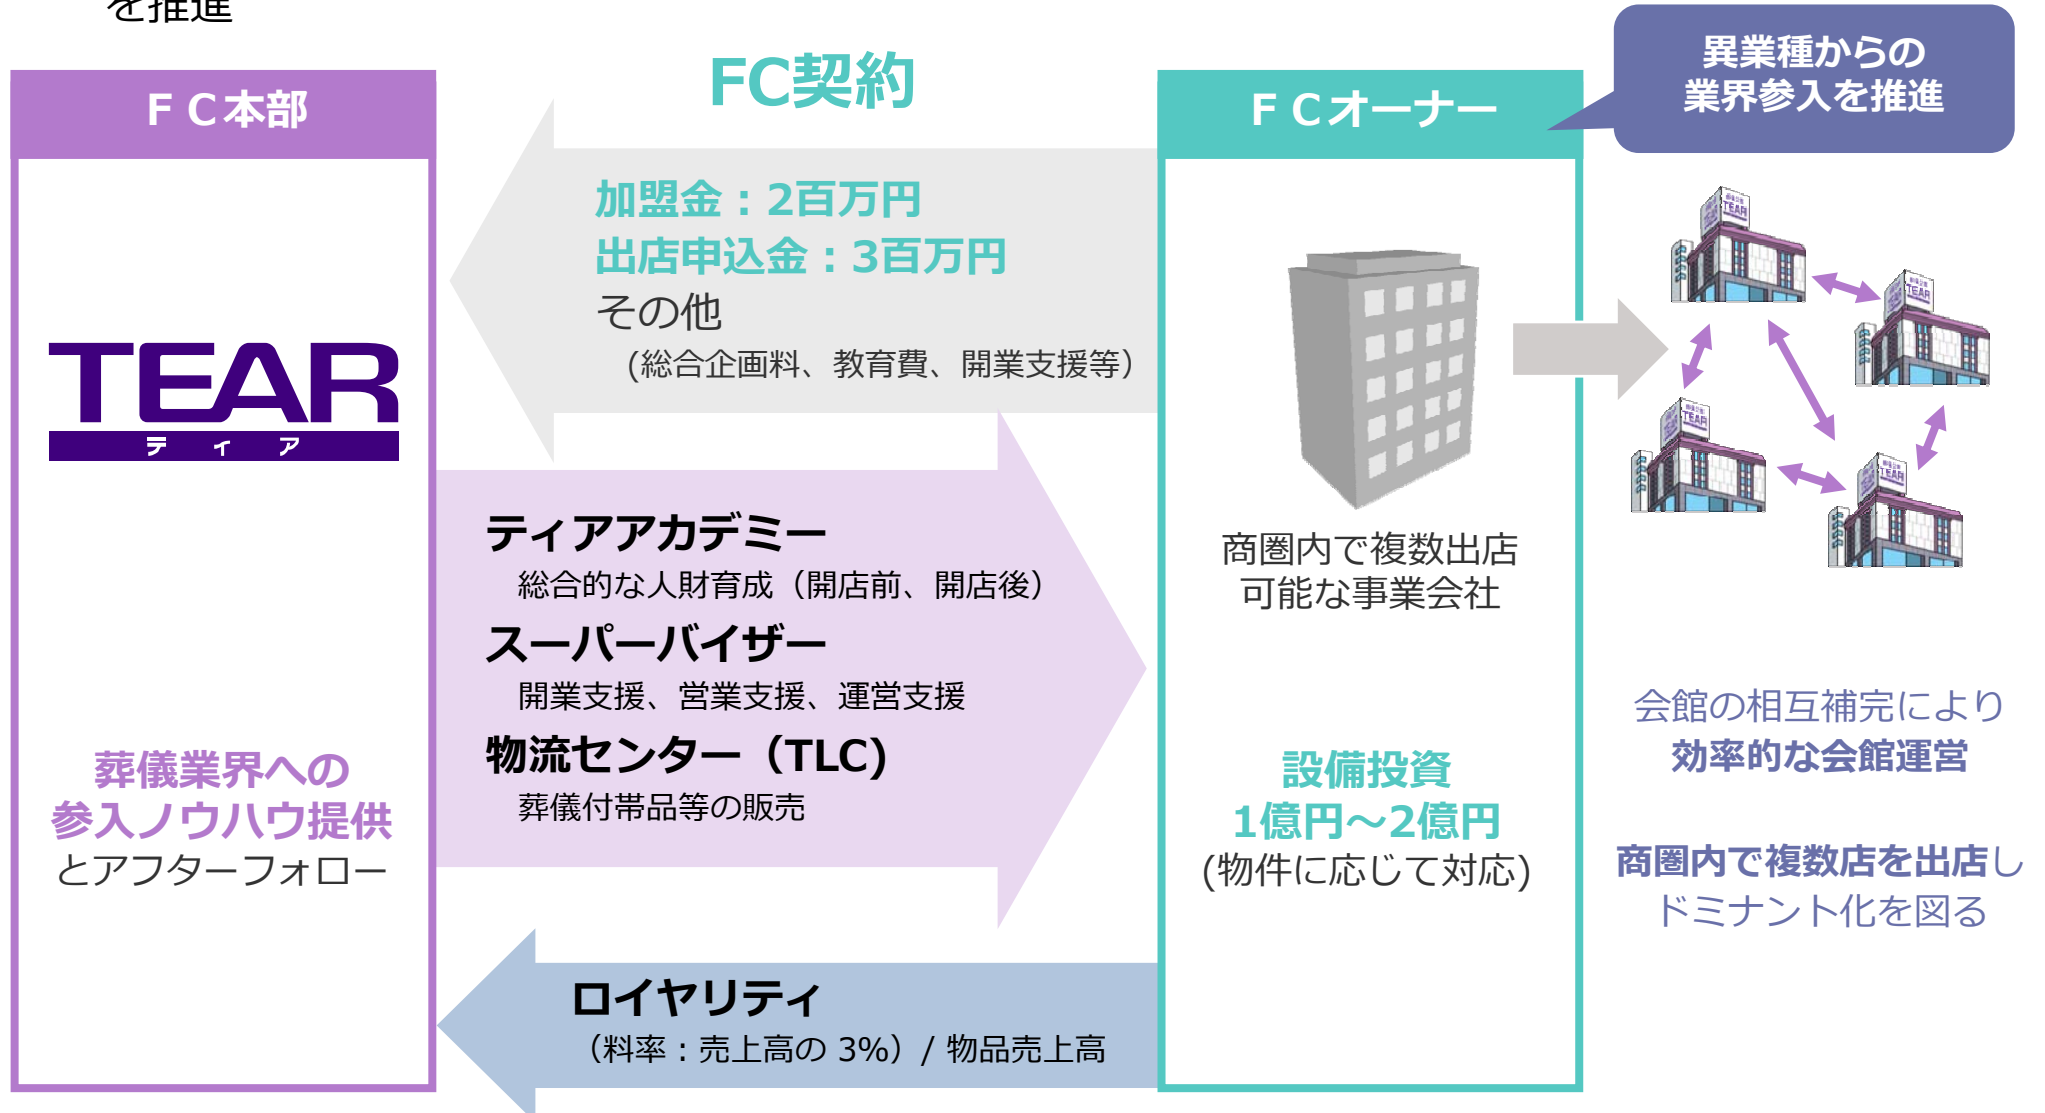 を推進
FC契約
ＦＣ本部
TEAR
ティア
葬儀業界への
参入ノウハウ提供
とアフターフォロー
加盟金：2百万円
出店申込金：3百万円
その他
(総合企画料、教育費、開業支援等）
ティアアカデミー
総合的な人財育成（開店前、開店後）
スーパーバイザー
開業支援、営業支援、運営支援
物流センター（TLC)
葬儀付帯品等の販売
ロイヤリティ
（料率：売上高の 3%）/ 物品売上高
ＦＣオーナー
商圏内で複数出店
可能な事業会社
設備投資
1億円～2億円
(物件に応じて対応)
異業種からの
業界参入を推進
TEAR
TEAR
TEAR
TEAR
会館の相互補完により
効率的な会館運営
商圏内で複数店を出店し
ドミナント化を図る